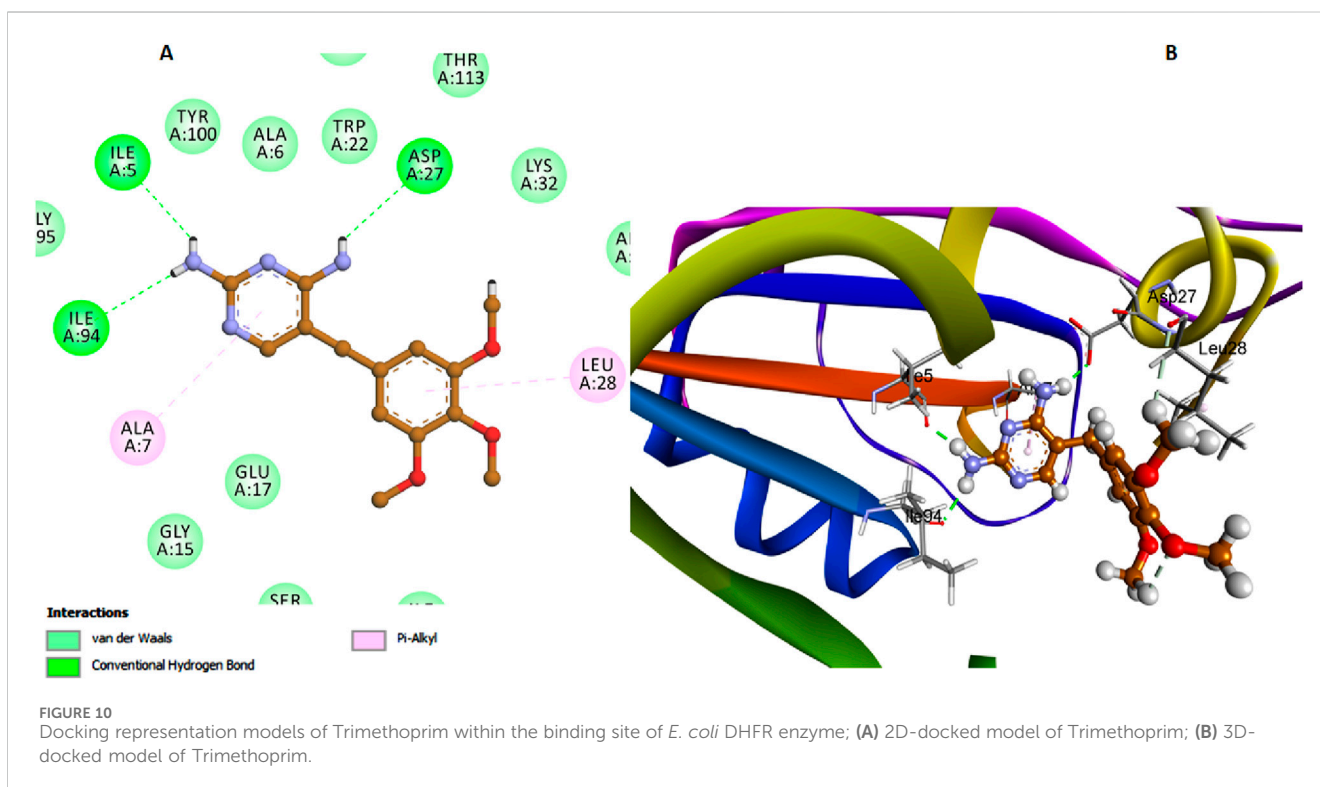 A
B
THR
A:113
TYR
A:100
ALA
A:6
TRP
A:22
ILE
A:5
ASP
A:27
LYS
A:32
LY
95
ILE
A:94
LEU
A:28
ALA
A:7
GLU
A:17
GLY
A:15
SER
Asp27
Leu28
Ile94
Interactions
van der Waals
Pi-Alkyl
Conventional Hydrogen Bond
FIGURE 10
Docking representation models of Trimethoprim within the binding site of E. coli DHFR enzyme; (A) 2D-docked model of Trimethoprim; (B) 3D-
docked model of Trimethoprim.